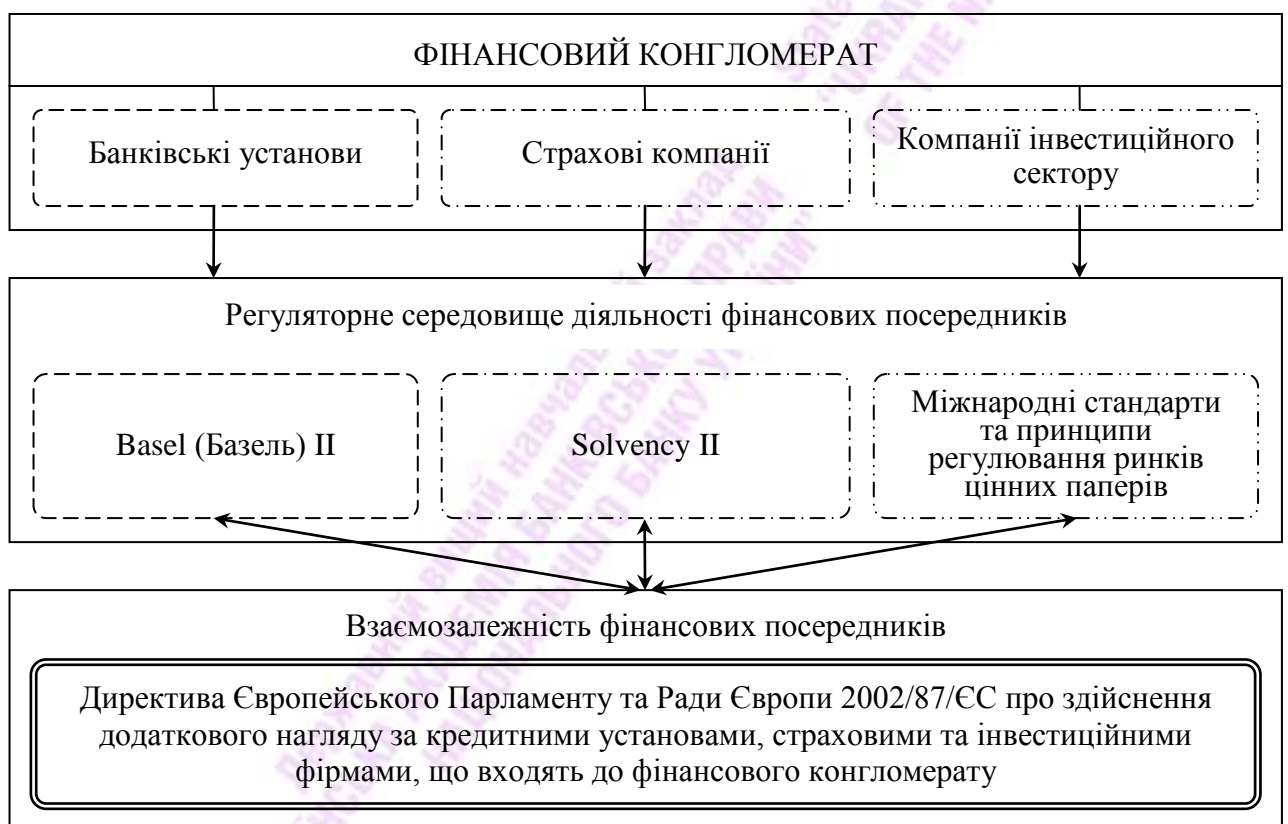 ФІНАНСОВИЙ КОНГЛОМЕРАТ
Банківські установи
Страхові компанії
Компанії інвестиційного
сектору
Регуляторне середовище діяльності фінансових посередників
Basel (Базель) II
Solvency II
Міжнародні стандарти
та принципи
регулювання ринків
цінних паперів
Взаємозалежність фінансових посередників
Директива Європейського Парламенту та Ради Європи 2002/87/ЄС про здійснення
додаткового нагляду за кредитними установами, страховими та інвестиційними
фірмами, що входять до фінансового конгломерату